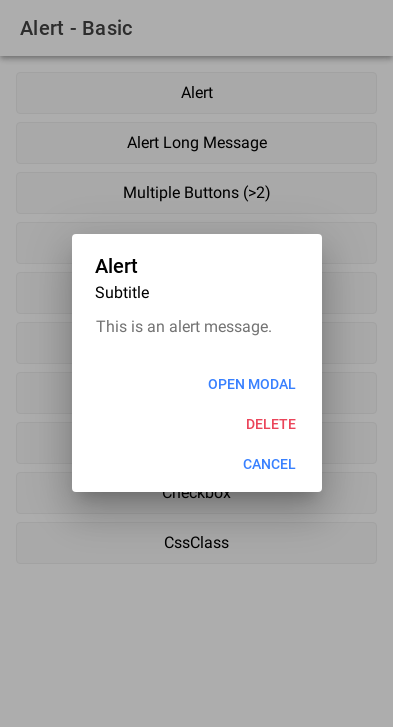 Alert - Basic
Alert
Alert Long Message
Multiple Buttons (>2)
Alert
Subtitle
This is an alert message.
OPEN MODAL
DELETE
CANCEL
Checkbox
CssClass